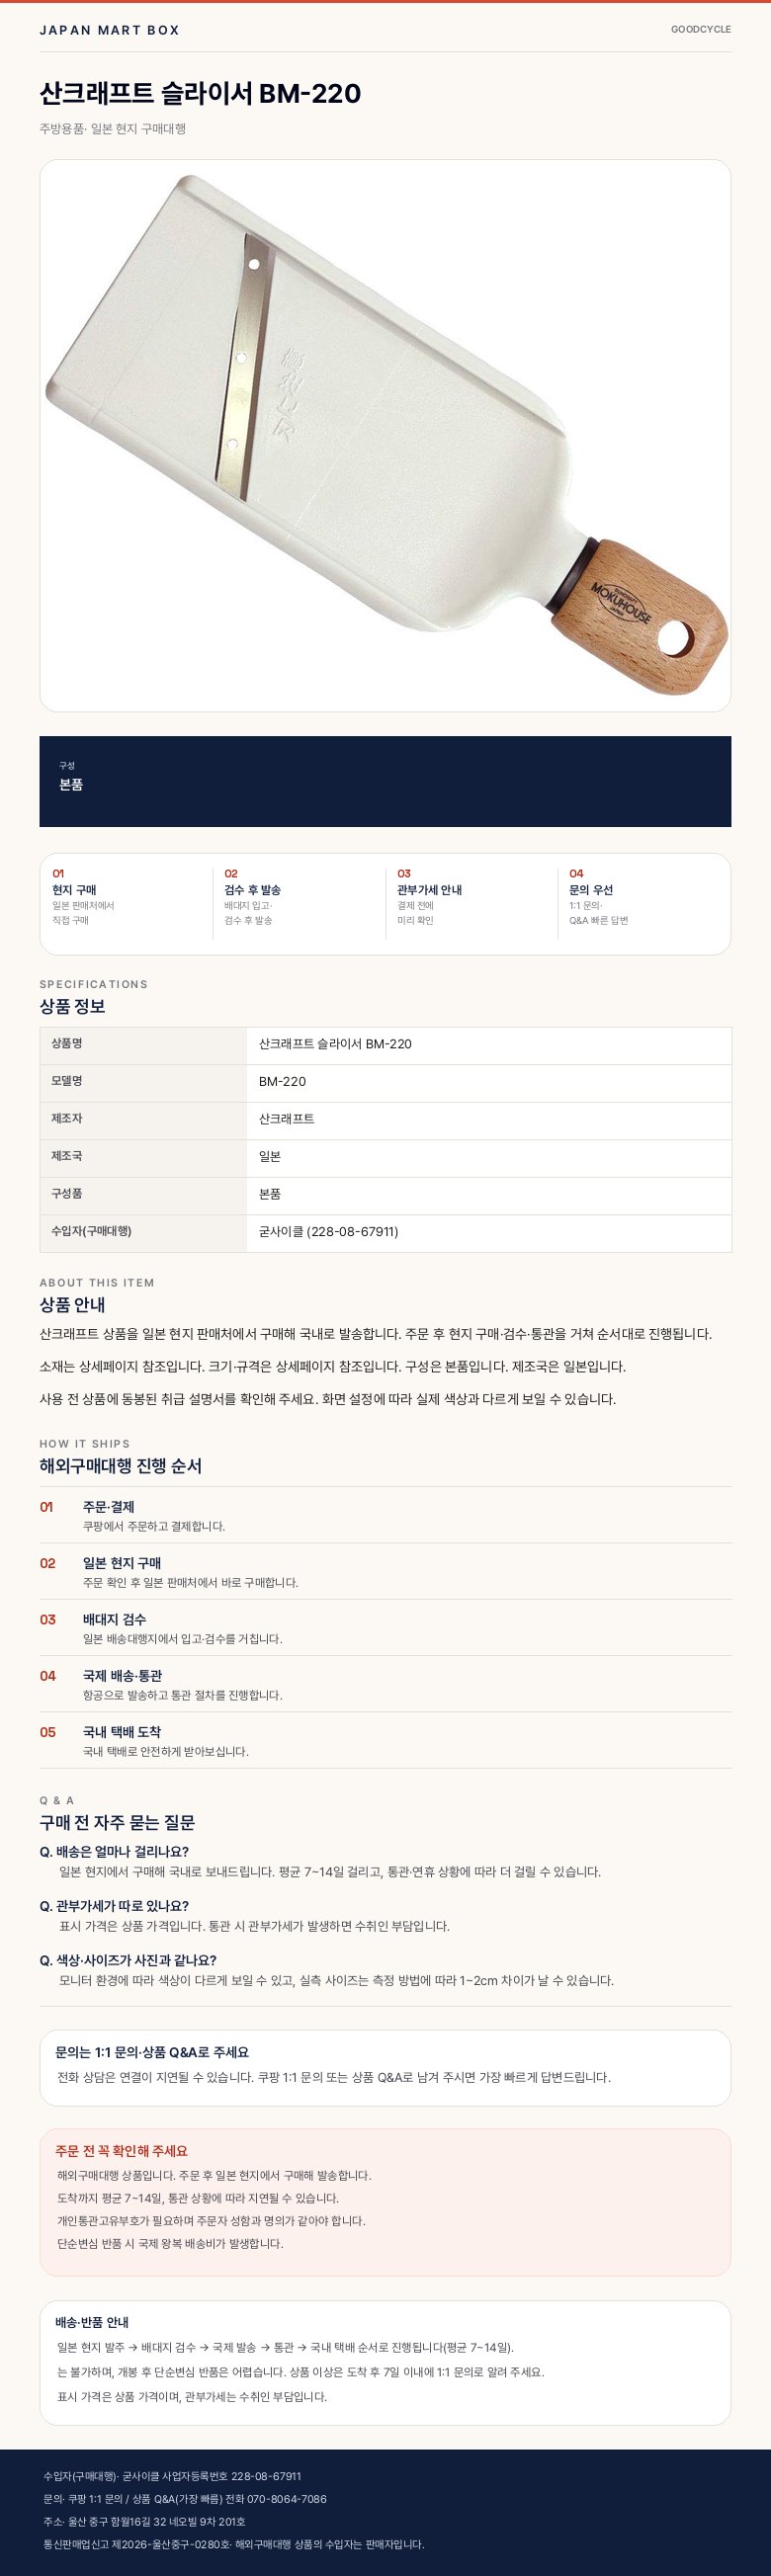 JAPAN MART BOX
GOODCYCLE
산크래프트 슬라이서 BM-220
주방용품· 일본 현지 구매대행
MOKUHOUSE
JAPAN
구성
본품
01
현지 구매
일본 판매처에서
직접 구매
02
검수 후 발송
배대지 입고·
검수 후 발송
03
관부가세 안내
결제 전에
미리 확인
04
문의 우선
1:1 문의·
Q&A 빠른 답변
SPECIFICATIONS
상품 정보
상품명 산크래프트 슬라이서 BM-220
모델명 BM-220
제조자 산크래프트
제조국 일본
구성품 본품
수입자(구매대행) 굳사이클 (228-08-67911)
ABOUT THIS ITEM
상품 안내
산크래프트 상품을 일본 현지 판매처에서 구매해 국내로 발송합니다. 주문 후 현지 구매·검수·통관을 거쳐 순서대로 진행됩니다.
소재는 상세페이지 참조입니다. 크기·규격은 상세페이지 참조입니다. 구성은 본품입니다. 제조국은 일본입니다.
사용 전 상품에 동봉된 취급 설명서를 확인해 주세요. 화면 설정에 따라 실제 색상과 다르게 보일 수 있습니다.
HOW IT SHIPS
해외구매대행 진행 순서
01 주문·결제
쿠팡에서 주문하고 결제합니다.
02 일본 현지 구매
주문 확인 후 일본 판매처에서 바로 구매합니다.
03 배대지 검수
일본 배송대행지에서 입고·검수를 거칩니다.
04 국제 배송·통관
항공으로 발송하고 통관 절차를 진행합니다.
05 국내 택배 도착
국내 택배로 안전하게 받아보십니다.
Q & A
구매 전 자주 묻는 질문
Q. 배송은 얼마나 걸리나요?
일본 현지에서 구매해 국내로 보내드립니다. 평균 7~14일 걸리고, 통관·연휴 상황에 따라 더 걸릴 수 있습니다.
Q. 관부가세가 따로 있나요?
표시 가격은 상품 가격입니다. 통관 시 관부가세가 발생하면 수취인 부담입니다.
Q. 색상·사이즈가 사진과 같나요?
모니터 환경에 따라 색상이 다르게 보일 수 있고, 실측 사이즈는 측정 방법에 따라 1~2cm 차이가 날 수 있습니다.
문의는 1:1 문의·상품 Q&A로 주세요
전화 상담은 연결이 지연될 수 있습니다. 쿠팡 1:1 문의 또는 상품 Q&A로 남겨 주시면 가장 빠르게 답변드립니다.
주문 전 꼭 확인해 주세요
해외구매대행 상품입니다. 주문 후 일본 현지에서 구매해 발송합니다.
도착까지 평균 7~14일, 통관 상황에 따라 지연될 수 있습니다.
개인통관고유부호가 필요하며 주문자 성함과 명의가 같아야 합니다.
단순변심 반품 시 국제 왕복 배송비가 발생합니다.
배송·반품 안내
일본 현지 발주 → 배대지 검수 → 국제 발송 → 통관 → 국내 택배 순서로 진행됩니다(평균 7~14일).
는 불가하며, 개봉 후 단순변심 반품은 어렵습니다. 상품 이상은 도착 후 7일 이내에 1:1 문의로 알려 주세요.
표시 가격은 상품 가격이며, 관부가세는 수취인 부담입니다.
수입자(구매대행)· 굳사이클 사업자등록번호 228-08-67911
문의· 쿠팡 1:1 문의 / 상품 Q&A(가장 빠름) 전화 070-8064-7086
주소· 울산 중구 함월16길 32 네오빌 9차 201호
통신판매업신고 제2026-울산중구-0280호· 해외구매대행 상품의 수입자는 판매자입니다.